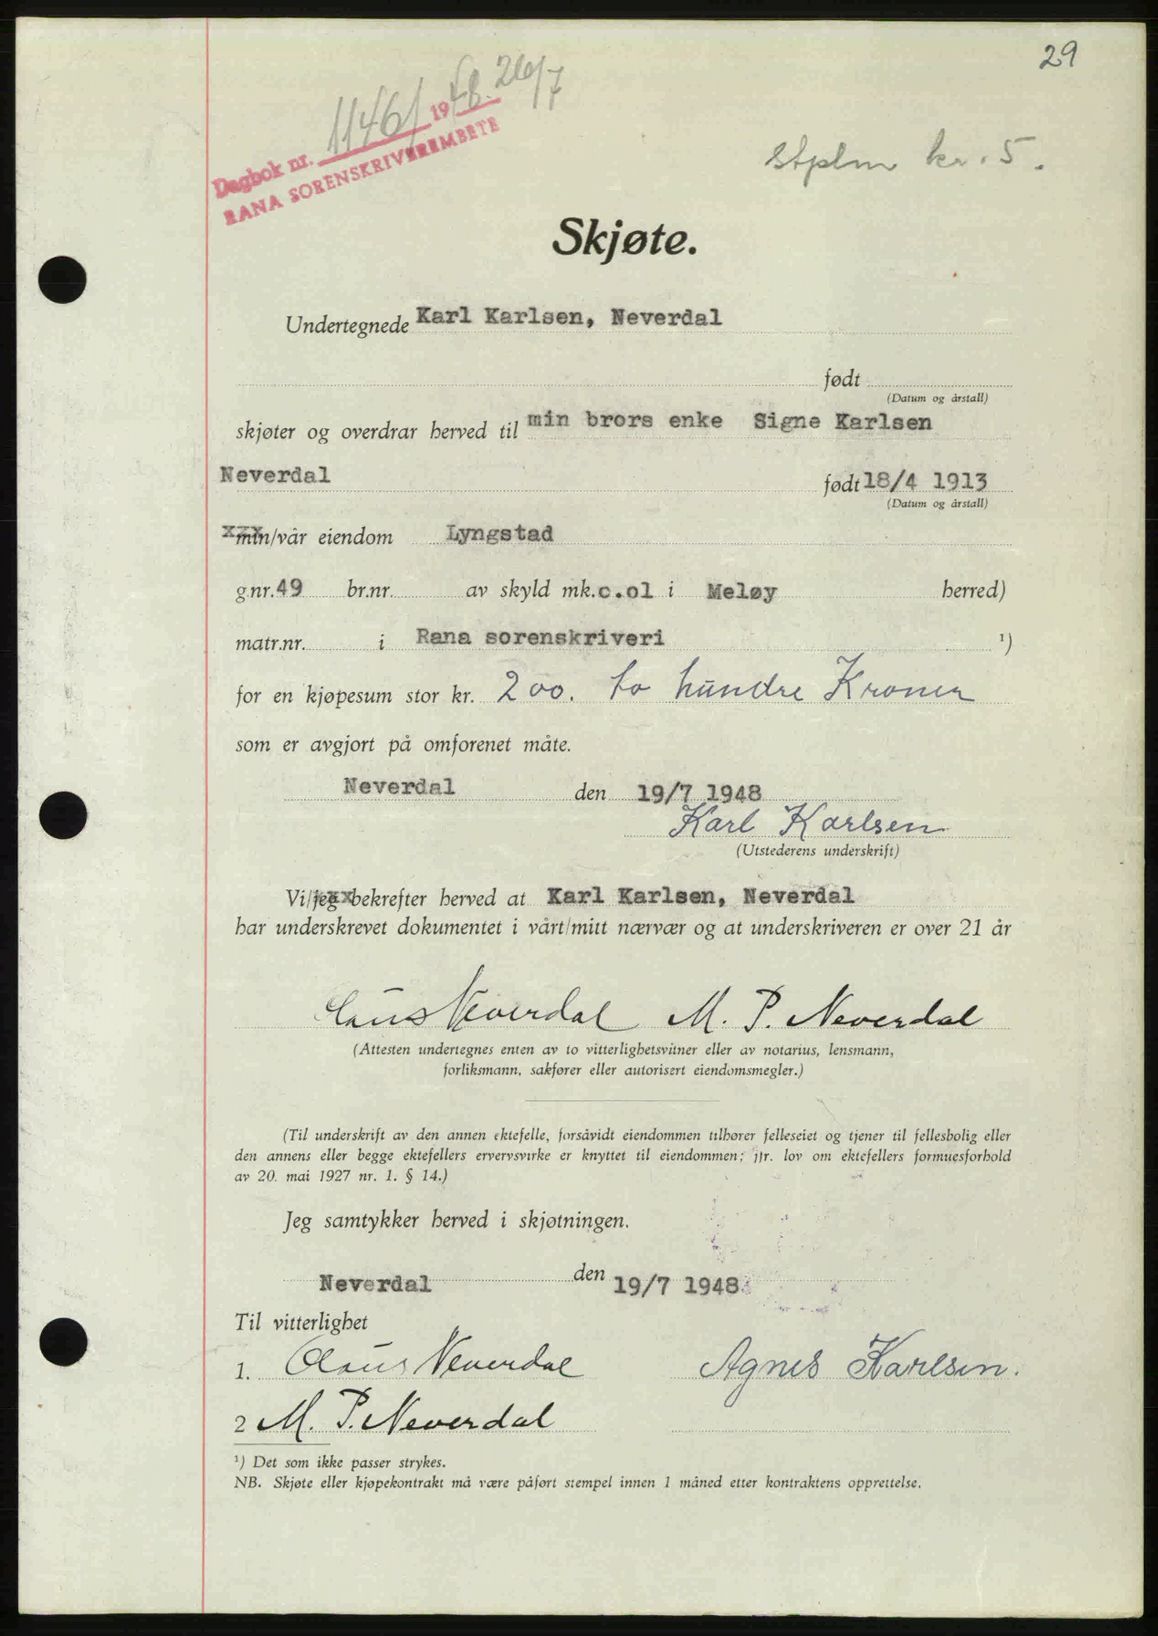 29
Dagbok nr. 1146/ 1948. 26/7
RANA SORENSKRIVEREMBETE
Stplm kr. 5.
Skjøte.
Undertegnede Karl Karlsen, Neverdal
født
(Datum og årstall)
skjøter og overdrar herved til min brors enke Signe Karlsen
Neverdal født 18/4 1913
(Datum og årstall)
min/vår eiendom Lyngstad
g.nr. 49 br.nr. av skyld mk. c.ol i Meløy herred)
matr.nr. i Rana sorenskriveri ¹)
for en kjøpesum stor kr. 200. to hundre Kroner
som er avgjort på omforenet måte.
Neverdal den 19/7 1948
Karl Karlsen
(Utstederens underskrift)
Vi/jeg bekrefter herved at Karl Karlsen, Neverdal
har underskrevet dokumentet i vårt/mitt nærvær og at underskriveren er over 21 år
Claus Neverdal M. P. Neverdal
(Attesten undertegnes enten av to vitterlighetsvitner eller av notarius, lensmann,
forliksmann, sakfører eller autorisert eiendomsmegler.)
(Til underskrift av den annen ektefelle, forsåvidt eiendommen tilhører felleseiet og tjener til fellesbolig eller
den annens eller begge ektefellers ervervsvirke er knyttet til eiendommen; jfr. lov om ektefellers formuesforhold
av 20. mai 1927 nr. 1. § 14.)
Jeg samtykker herved i skjøtningen.
Neverdal den 19/7 1948
Til vitterlighet
1. Claus Neverdal Agnes Karlsen.
2 M. P. Neverdal
¹) Det som ikke passer strykes.
NB. Skjøte eller kjøpekontrakt må være påført stempel innen 1 måned etter kontraktens opprettelse.